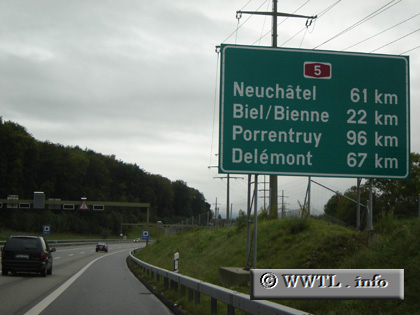 5
Neuchâtel 61 km
Biel/Bienne 22 km
Porrentruy 96 km
Delémont 67 km
© WWTL . info